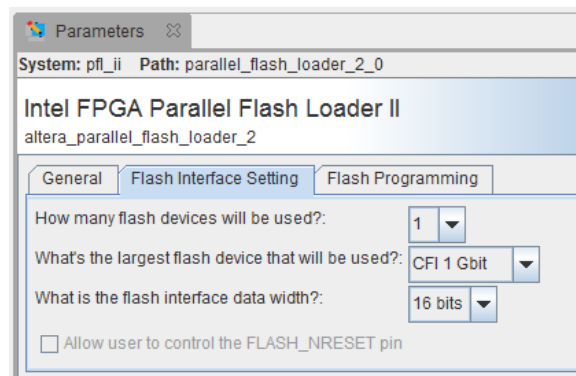 Parameters
System: pfl_ii Path: parallel_flash_loader_2_0
Intel FPGA Parallel Flash Loader II
altera_parallel_flash_loader_2
General Flash Interface Setting Flash Programming
How many flash devices will be used?: 1
What's the largest flash device that will be used?: CFI 1 Gbit
What is the flash interface data width?: 16 bits
Allow user to control the FLASH_NRESET pin